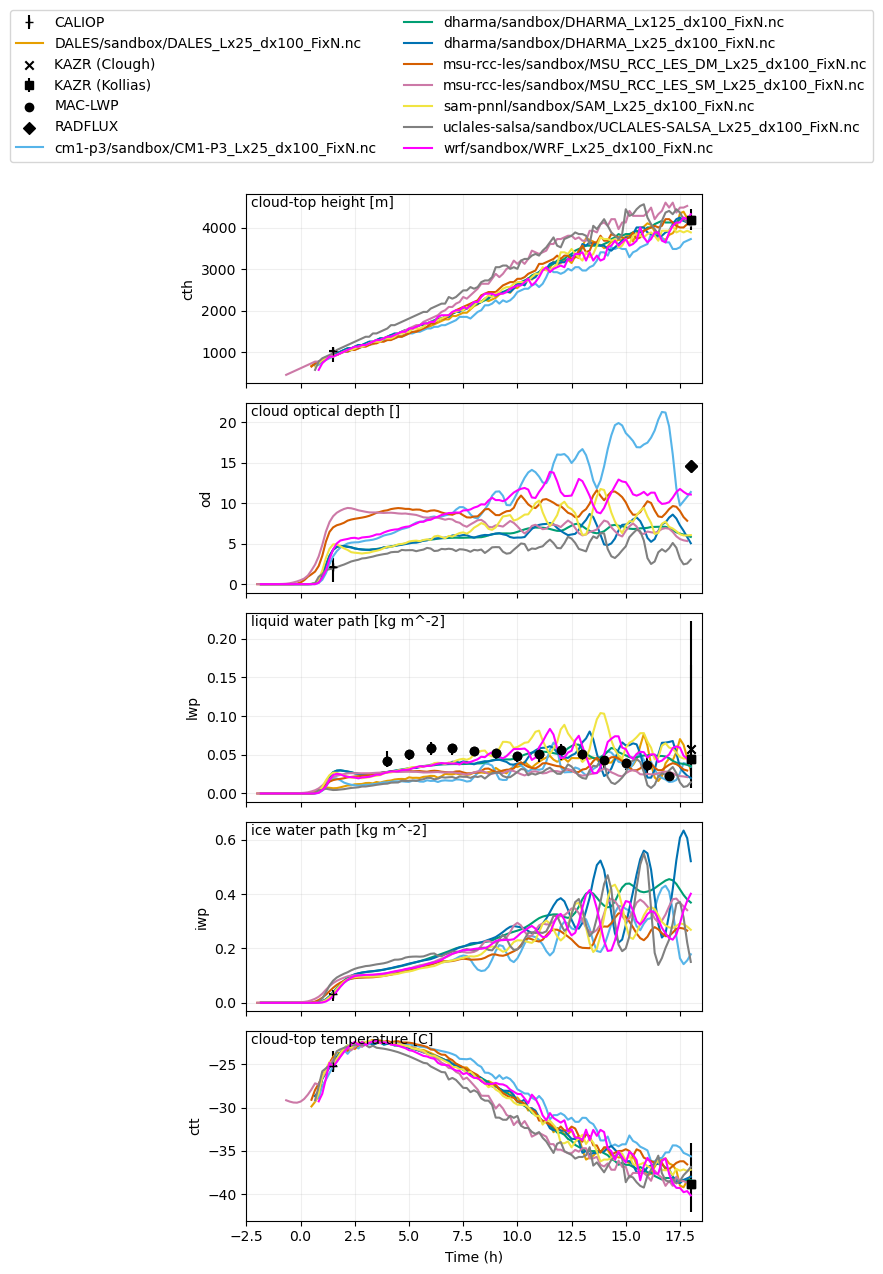 CALIOP
DALES/sandbox/DALES_Lx25_dx100_FixN.nc
KAZR (Clough)
KAZR (Kollias)
MAC-LWP
RADFLUX
cm1-p3/sandbox/CM1-P3_Lx25_dx100_FixN.nc
dharma/sandbox/DHARMA_Lx125_dx100_FixN.nc
dharma/sandbox/DHARMA_Lx25_dx100_FixN.nc
msu-rcc-les/sandbox/MSU_RCC_LES_DM_Lx25_dx100_FixN.nc
msu-rcc-les/sandbox/MSU_RCC_LES_SM_Lx25_dx100_FixN.nc
sam-pnnl/sandbox/SAM_Lx25_dx100_FixN.nc
uclales-salsa/sandbox/UCLALES-SALSA_Lx25_dx100_FixN.nc
wrf/sandbox/WRF_Lx25_dx100_FixN.nc
cloud-top height [m]
4000
3000
2000
1000
cth
cloud optical depth []
20
15
10
5
0
od
liquid water path [kg m^-2]
0.20
0.15
0.10
0.05
0.00
lwp
ice water path [kg m^-2]
0.6
0.4
0.2
0.0
iwp
cloud-top temperature [C]
−25
−30
−35
−40
ctt
−2.5 0.0 2.5 5.0 7.5 10.0 12.5 15.0 17.5
Time (h)